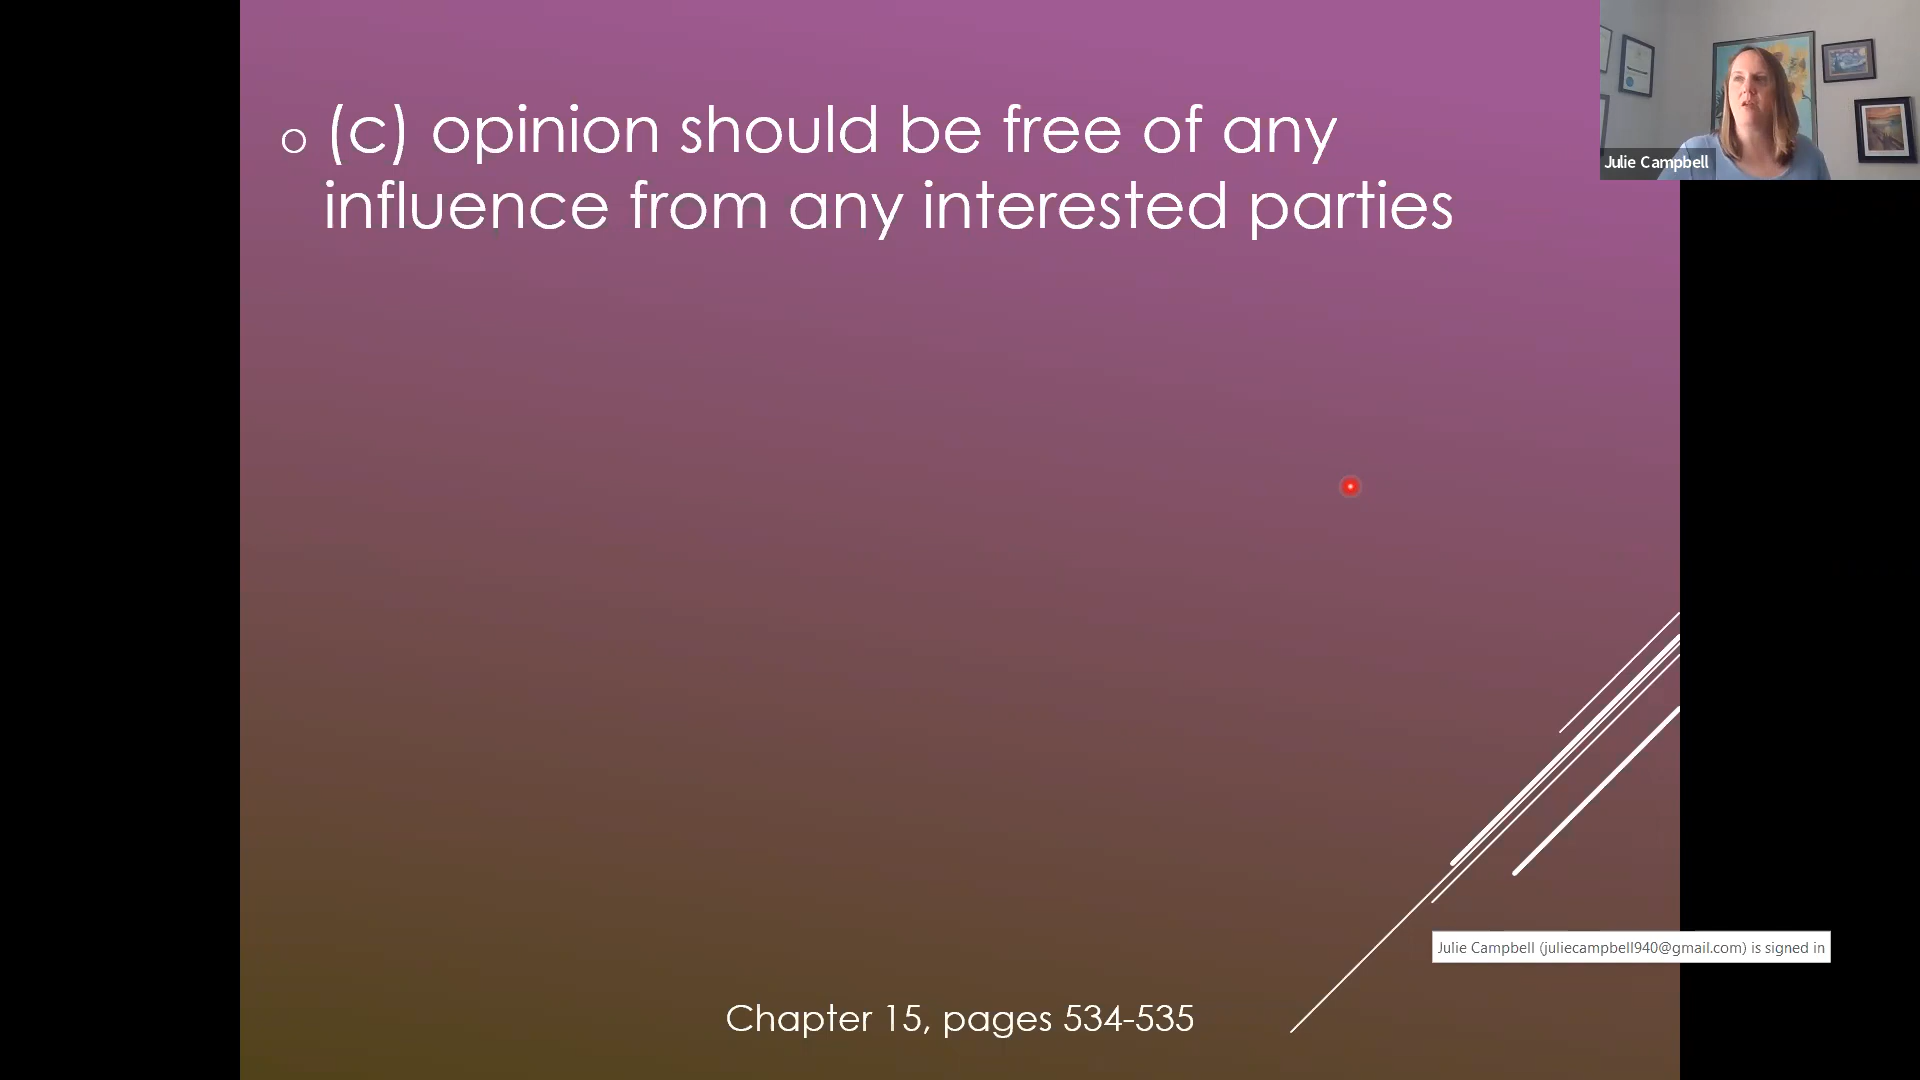 (c) opinion should be free of any
influence from any interested parties
Julie Campbell
Julie Campbell (juliecampbell940@gmail.com) is signed in
Chapter 15, pages 534-535